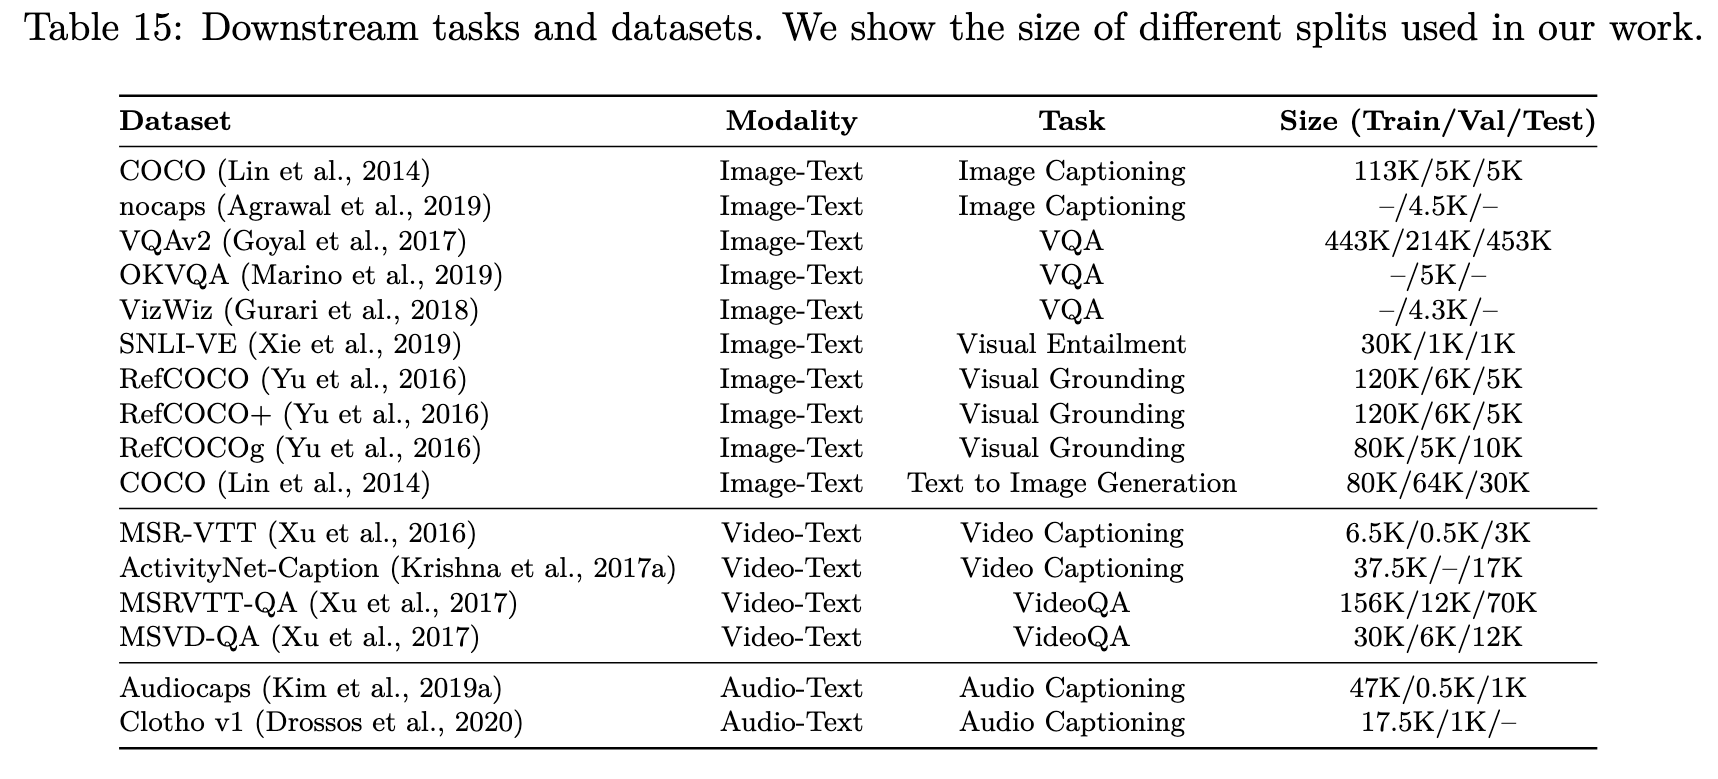 Table 15: Downstream tasks and datasets. We show the size of different splits used in our work.
Dataset Modality Task Size (Train/Val/Test)
COCO (Lin et al., 2014) Image-Text Image Captioning 113K/5K/5K
nocaps (Agrawal et al., 2019) Image-Text Image Captioning –/4.5K/–
VQAv2 (Goyal et al., 2017) Image-Text VQA 443K/214K/453K
OKVQA (Marino et al., 2019) Image-Text VQA –/5K/–
VizWiz (Gurari et al., 2018) Image-Text VQA –/4.3K/–
SNLI-VE (Xie et al., 2019) Image-Text Visual Entailment 30K/1K/1K
RefCOCO (Yu et al., 2016) Image-Text Visual Grounding 120K/6K/5K
RefCOCO+ (Yu et al., 2016) Image-Text Visual Grounding 120K/6K/5K
RefCOCOg (Yu et al., 2016) Image-Text Visual Grounding 80K/5K/10K
COCO (Lin et al., 2014) Image-Text Text to Image Generation 80K/64K/30K
MSR-VTT (Xu et al., 2016) Video-Text Video Captioning 6.5K/0.5K/3K
ActivityNet-Caption (Krishna et al., 2017a) Video-Text Video Captioning 37.5K/–/17K
MSRVTT-QA (Xu et al., 2017) Video-Text VideoQA 156K/12K/70K
MSVD-QA (Xu et al., 2017) Video-Text VideoQA 30K/6K/12K
Audiocaps (Kim et al., 2019a) Audio-Text Audio Captioning 47K/0.5K/1K
Clotho v1 (Drossos et al., 2020) Audio-Text Audio Captioning 17.5K/1K/–